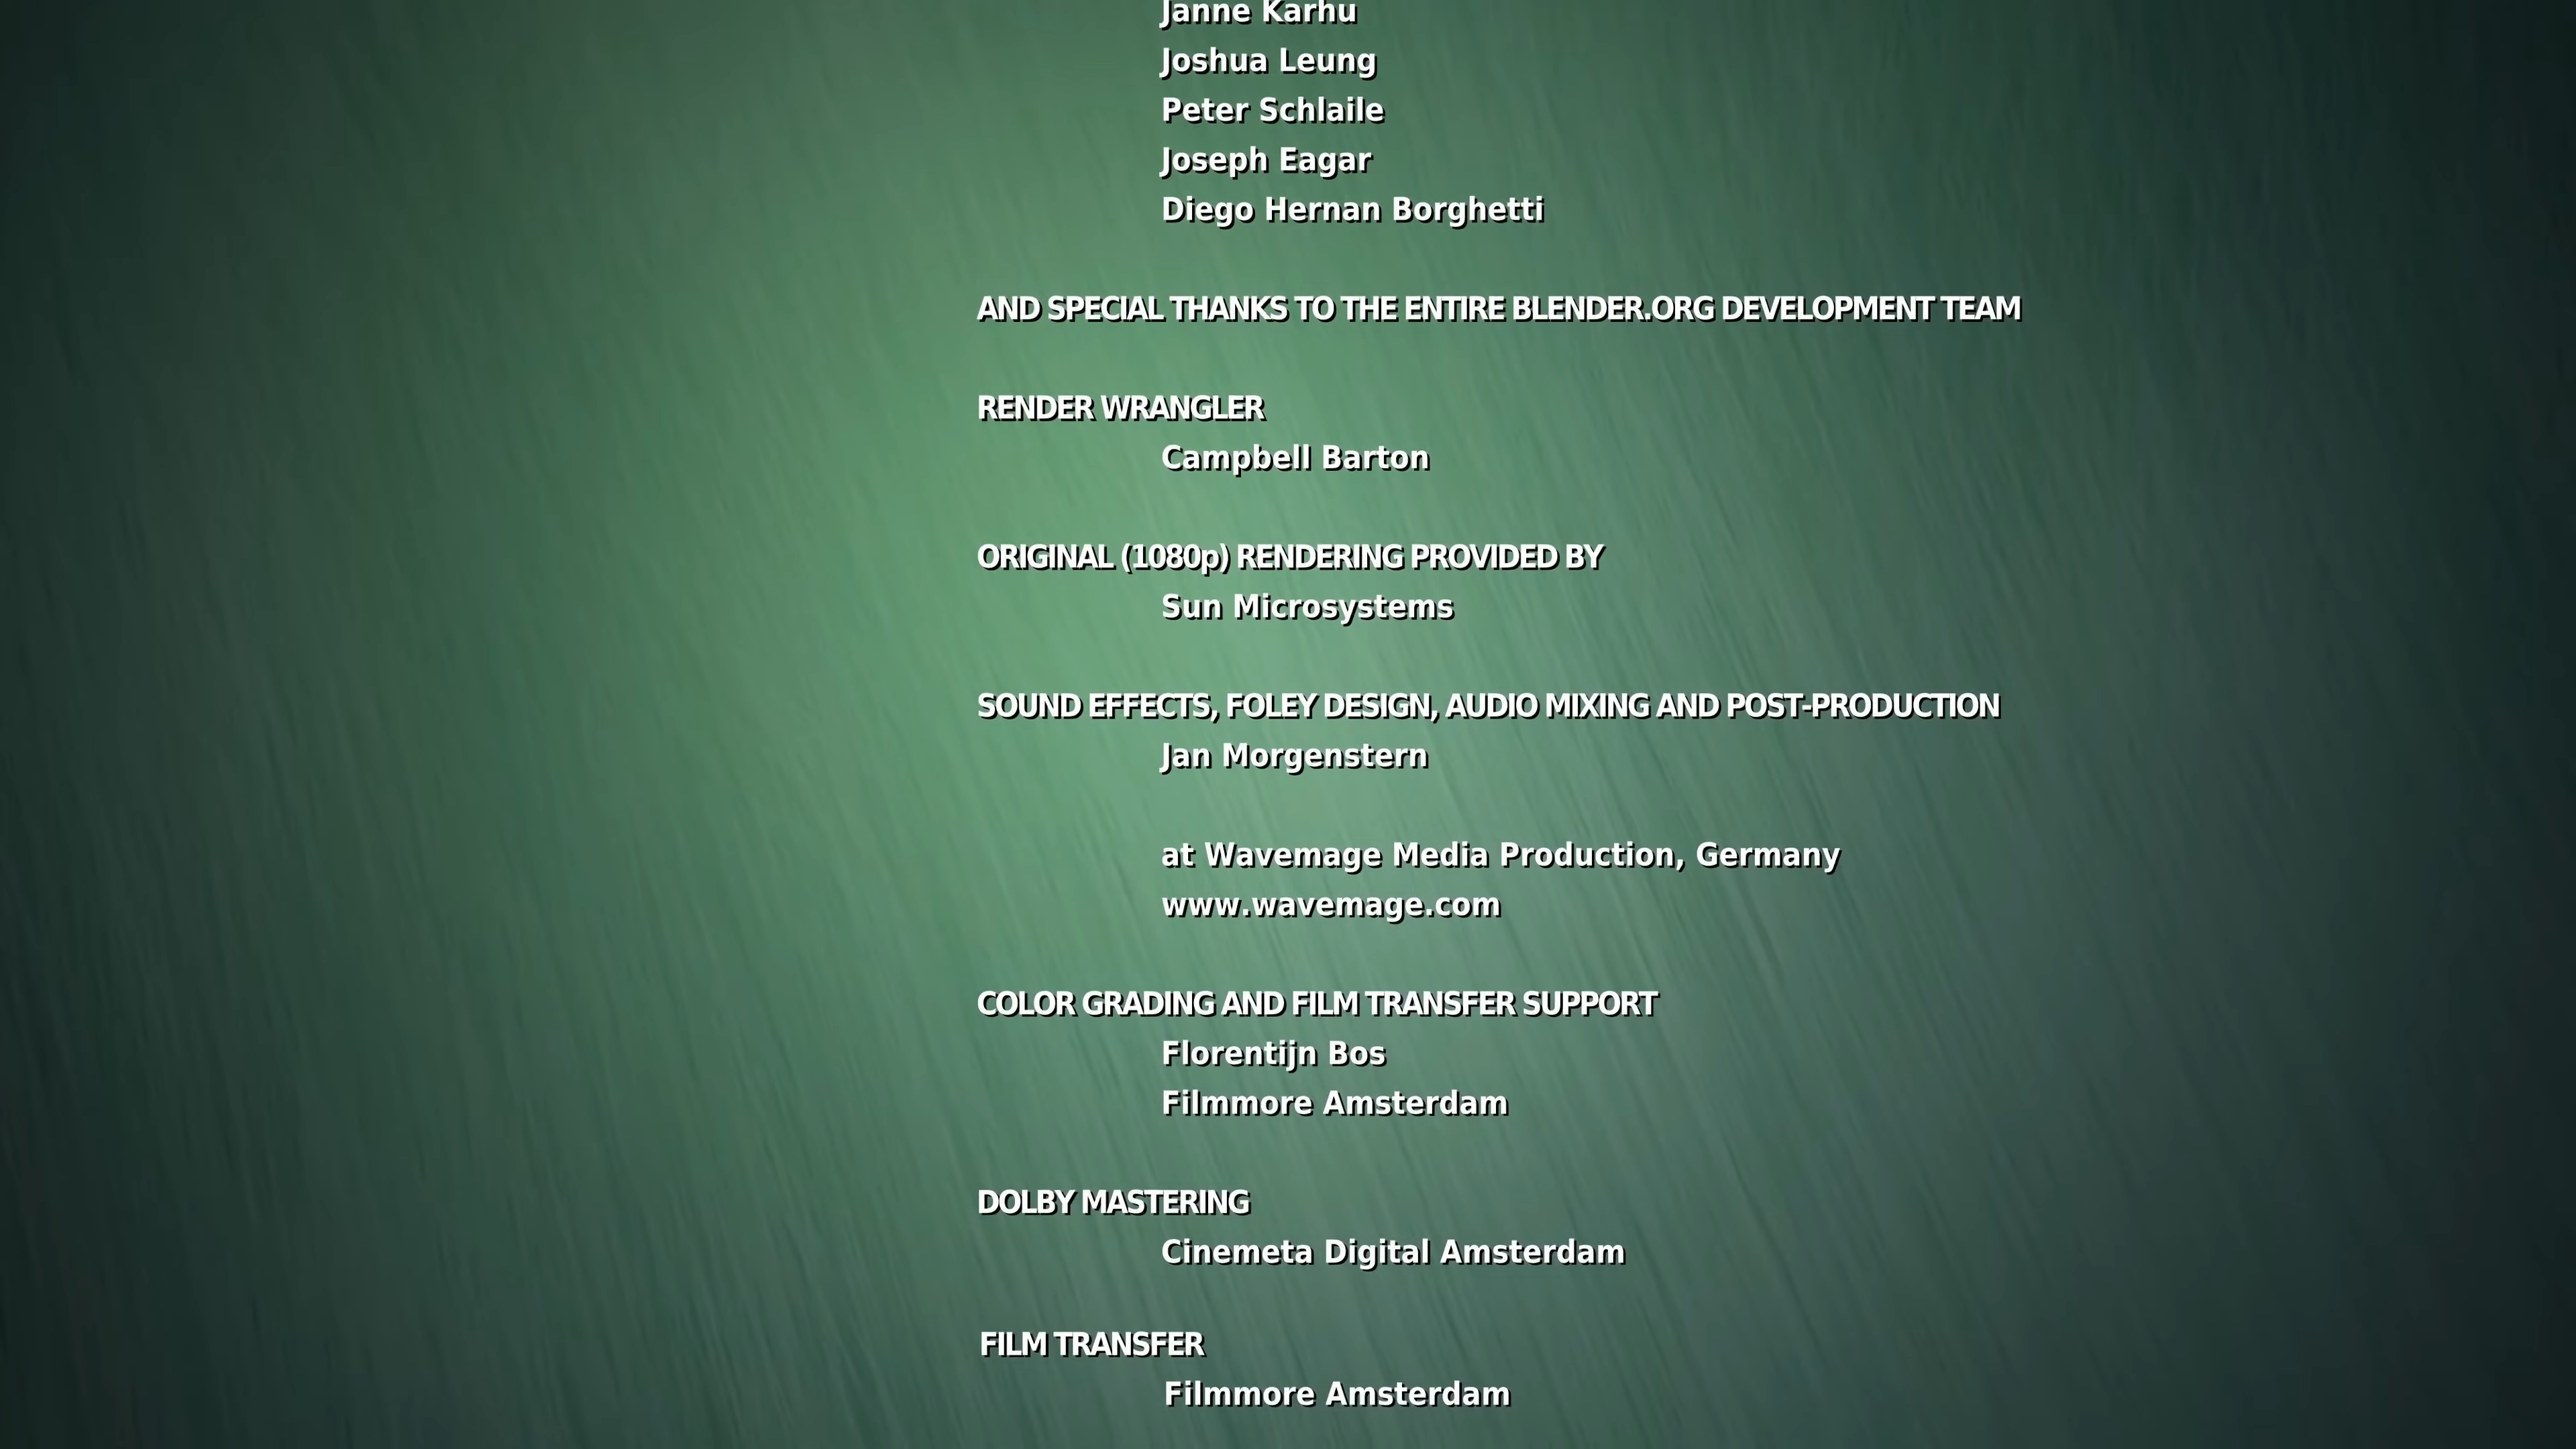 Janne Karhu
Joshua Leung
Peter Schlaile
Joseph Eagar
Diego Hernan Borghetti
AND SPECIAL THANKS TO THE ENTIRE BLENDER.ORG DEVELOPMENT TEAM
RENDER WRANGLER
Campbell Barton
ORIGINAL (1080p) RENDERING PROVIDED BY
Sun Microsystems
SOUND EFFECTS, FOLEY DESIGN, AUDIO MIXING AND POST-PRODUCTION
Jan Morgenstern
at Wavemage Media Production, Germany
www.wavemage.com
COLOR GRADING AND FILM TRANSFER SUPPORT
Florentijn Bos
Filmmore Amsterdam
DOLBY MASTERING
Cinemeta Digital Amsterdam
FILM TRANSFER
Filmmore Amsterdam